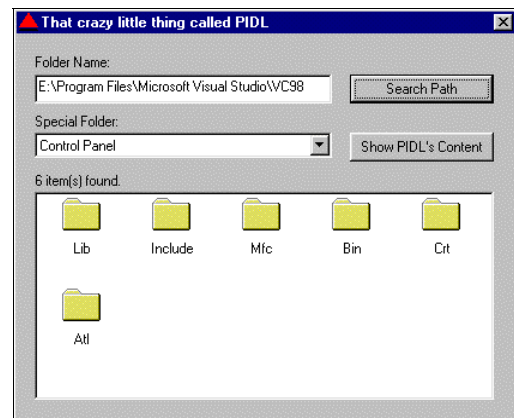 That crazy little thing called PIDL
Folder Name:
E:\Program Files\Microsoft Visual Studio\VC98
Search Path
Special Folder:
Control Panel
Show PIDL's Content
6 item(s) found.
Lib Include Mfc Bin Crt
Atl